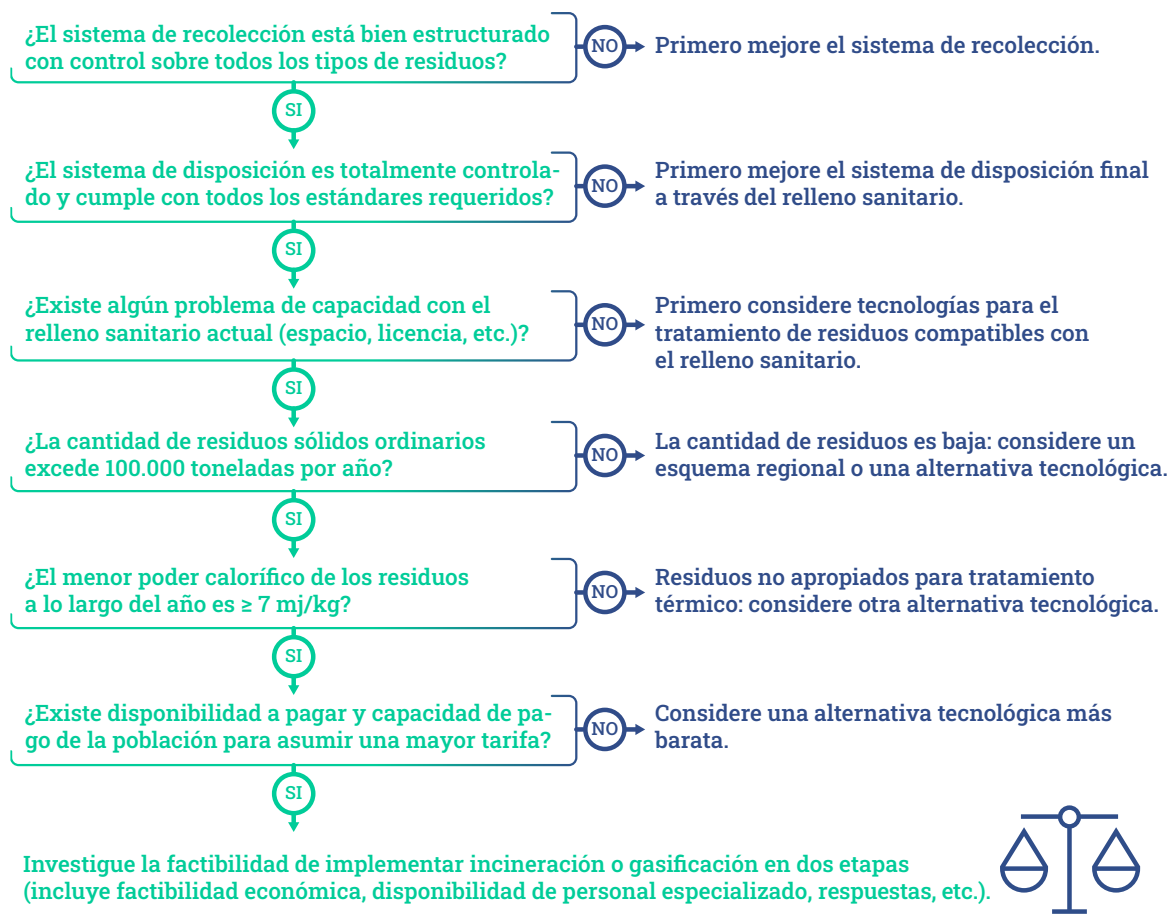 ¿El sistema de recolección está bien estructurado
con control sobre todos los tipos de residuos?
NO
Primero mejore el sistema de recolección.
SI
¿El sistema de disposición es totalmente controla-
do y cumple con todos los estándares requeridos?
NO
Primero mejore el sistema de disposición final
a través del relleno sanitario.
SI
¿Existe algún problema de capacidad con el
relleno sanitario actual (espacio, licencia, etc.)?
NO
Primero considere tecnologías para el
tratamiento de residuos compatibles con
el relleno sanitario.
SI
¿La cantidad de residuos sólidos ordinarios
excede 100.000 toneladas por año?
NO
La cantidad de residuos es baja: considere un
esquema regional o una alternativa tecnológica.
SI
¿El menor poder calorífico de los residuos
a lo largo del año es ≥ 7 mj/kg?
NO
Residuos no apropiados para tratamiento
térmico: considere otra alternativa tecnológica.
SI
¿Existe disponibilidad a pagar y capacidad de pa-
go de la población para asumir una mayor tarifa?
NO
Considere una alternativa tecnológica más
barata.
SI
Investigue la factibilidad de implementar incineración o gasificación en dos etapas
(incluye factibilidad económica, disponibilidad de personal especializado, respuestas, etc.).